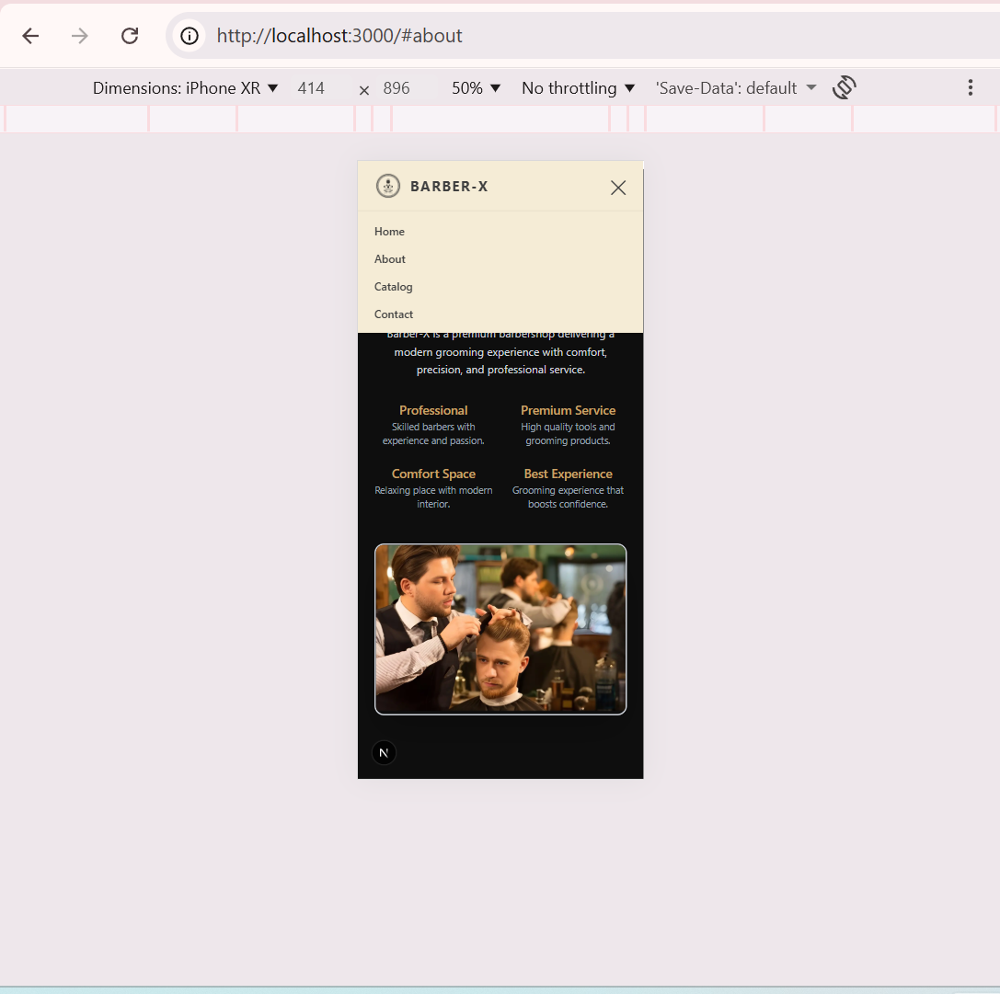 http://localhost:3000/#about
Dimensions: iPhone XR ▼ 414 × 896 50% ▼ No throttling ▼ 'Save-Data': default
BARBER-X
Home
About
Catalog
Contact
Barber-X is a premium barbershop delivering a
modern grooming experience with comfort,
precision, and professional service.
Professional
Skilled barbers with
experience and passion.
Premium Service
High quality tools and
grooming products.
Comfort Space
Relaxing place with modern
interior.
Best Experience
Grooming experience that
boosts confidence.
N